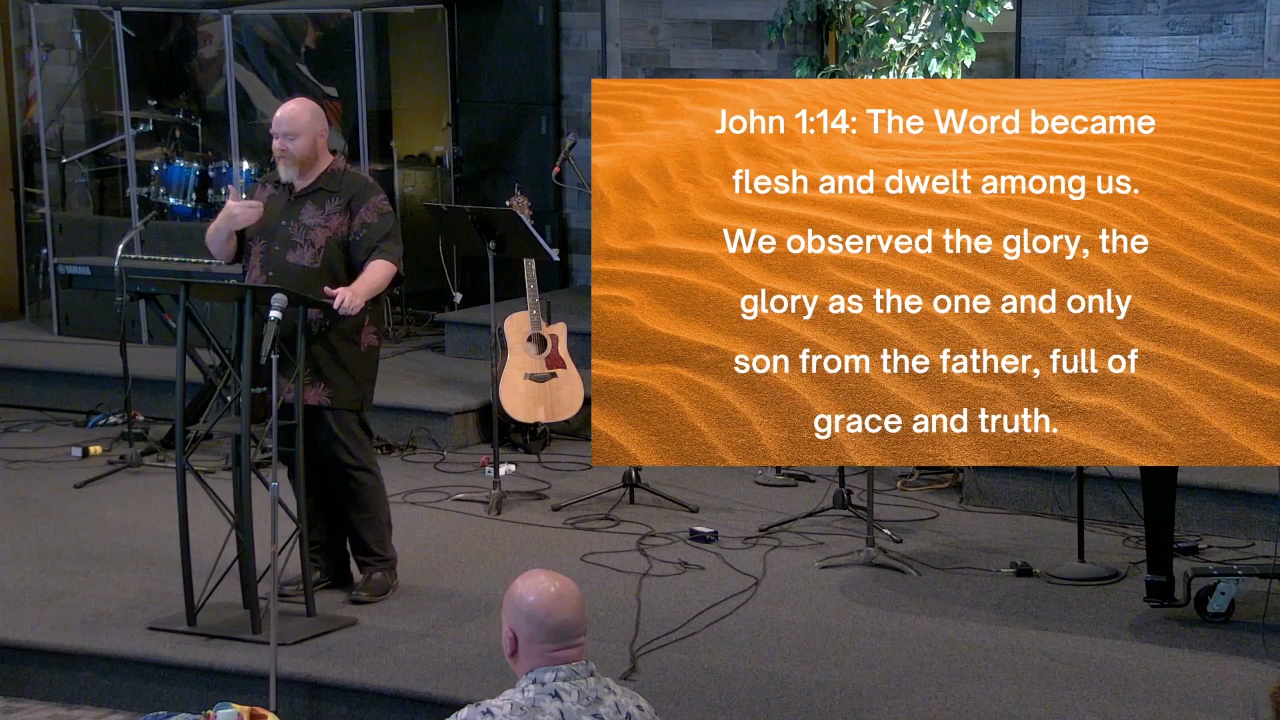 John 1:14: The Word became
flesh and dwelt among us.
We observed the glory, the
glory as the one and only
son from the father, full of
grace and truth.
YAMAHA